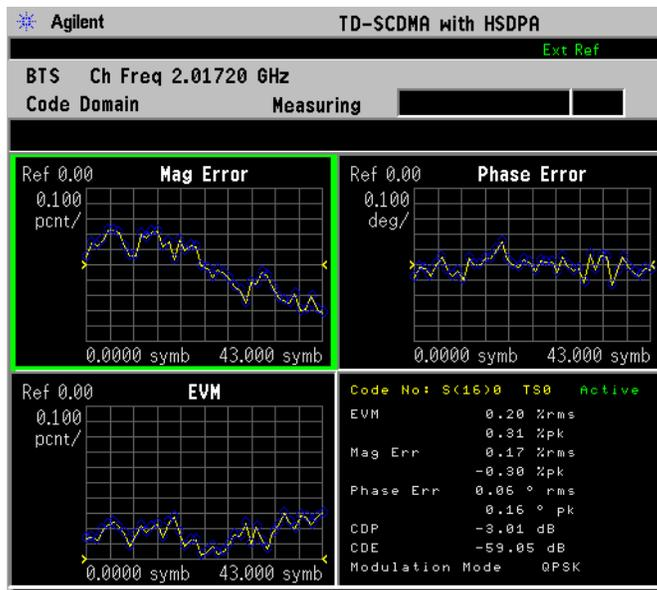 Agilent TD-SCDMA with HSDPA
Ext Ref
BTS Ch Freq 2.01720 GHz
Code Domain Measuring
Ref 0.00 Mag Error
0.100
pcnt/
0.0000 symb 43.000 symb
Ref 0.00 Phase Error
0.100
deg/
0.0000 symb 43.000 symb
Ref 0.00 EVM
0.100
pcnt/
0.0000 symb 43.000 symb
Code No: S(16)0 TS0 Active
EVM 0.20 %rms
0.31 %pk
Mag Err 0.17 %rms
-0.30 %pk
Phase Err 0.06 ° rms
0.16 ° pk
CDP -3.01 dB
CDE -59.05 dB
Modulation Mode QPSK